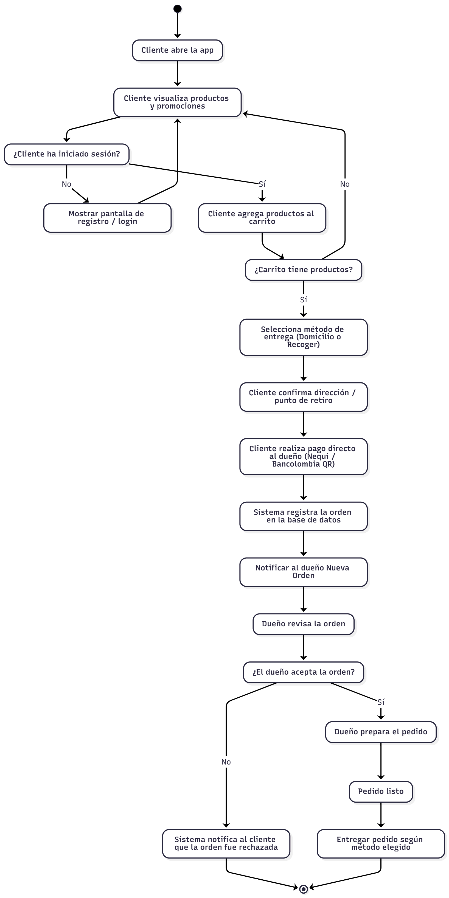 Cliente abre la app
Cliente visualiza productos
y promociones
¿Cliente ha iniciado sesión?
No
Sí
No
Mostrar pantalla de
registro / login
Cliente agrega productos al
carrito
¿Carrito tiene productos?
Sí
Selecciona método de
entrega (Domicilio o
Recoger)
Cliente confirma dirección /
punto de retiro
Cliente realiza pago directo
al dueño (Nequi /
Bancolombia QR)
Sistema registra la orden
en la base de datos
Notificar al dueño Nueva
Orden
Dueño revisa la orden
¿El dueño acepta la orden?
Sí
Dueño prepara el pedido
No
Pedido listo
Sistema notifica al cliente
que la orden fue rechazada
Entregar pedido según
método elegido